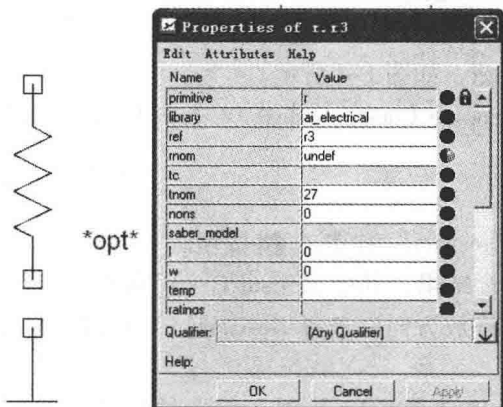 *opt*
Properties of r.r3
Edit Attributes Help
Name Value
primitive r
library ai_electrical
ref r3
rnom undef
tc
tnom 27
nons 0
saber_model
l 0
w 0
temp
ratings
Qualifier: (Any Qualifier)
Help:
OK Cancel Apply